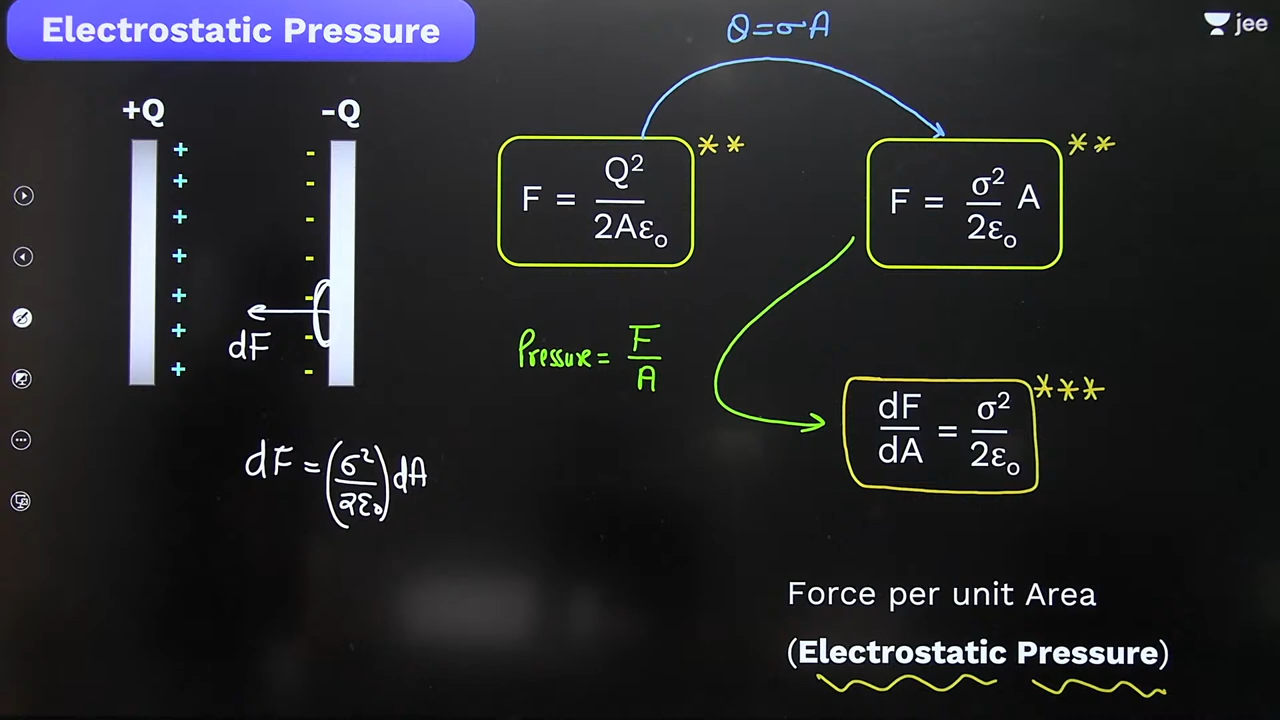 Electrostatic Pressure
jee
Q=σA
+Q
-Q
+
+
+
+
+
+
+
-
-
-
-
-
-
-
dF
F = Q²/2Aε₀
**
F = σ²/2ε₀ A
**
Pressure = F/A
dF/dA = σ²/2ε₀
***
dF = (σ²/2ε₀) dA
Force per unit Area
(Electrostatic Pressure)